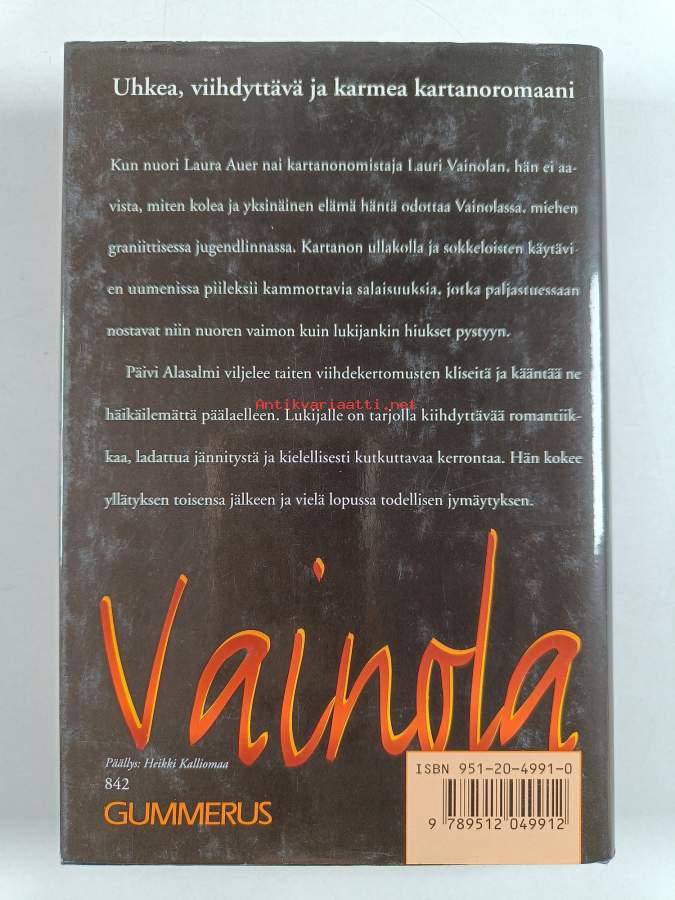 Uhkea, viihdyttävä ja karmea kartanoromaani
Kun nuori Laura Auer nai kartanonomistaja Lauri Vainolan, hän ei aa-
vista, miten kolea ja yksinäinen elämä häntä odottaa Vainolassa, miehen
graniittisessa jugendlinnassa. Kartanon ullakolla ja sokkeloisten käytävi-
en uumenissa piileksii kammottavia salaisuuksia, jotka paljastuessaan
nostavat niin nuoren vaimon kuin lukijankin hiukset pystyyn.
Päivi Alasalmi viljelee taiten viihdekertomusten kliseitä ja kääntää ne
Antikvariaatti.net
häikäilemättä päälaelleen. Lukijalle on tarjolla kiihdyttävää romantiik-
kaa, ladattua jännitystä ja kielellisesti kutkuttavaa kerrontaa. Hän kokee
yllätyksen toisensa jälkeen ja vielä lopussa todellisen jymäytyksen.
Vainola
Päällys: Heikki Kalliomaa
842
GUMMERUS
ISBN 951-20-4991-0
9 789512 049912